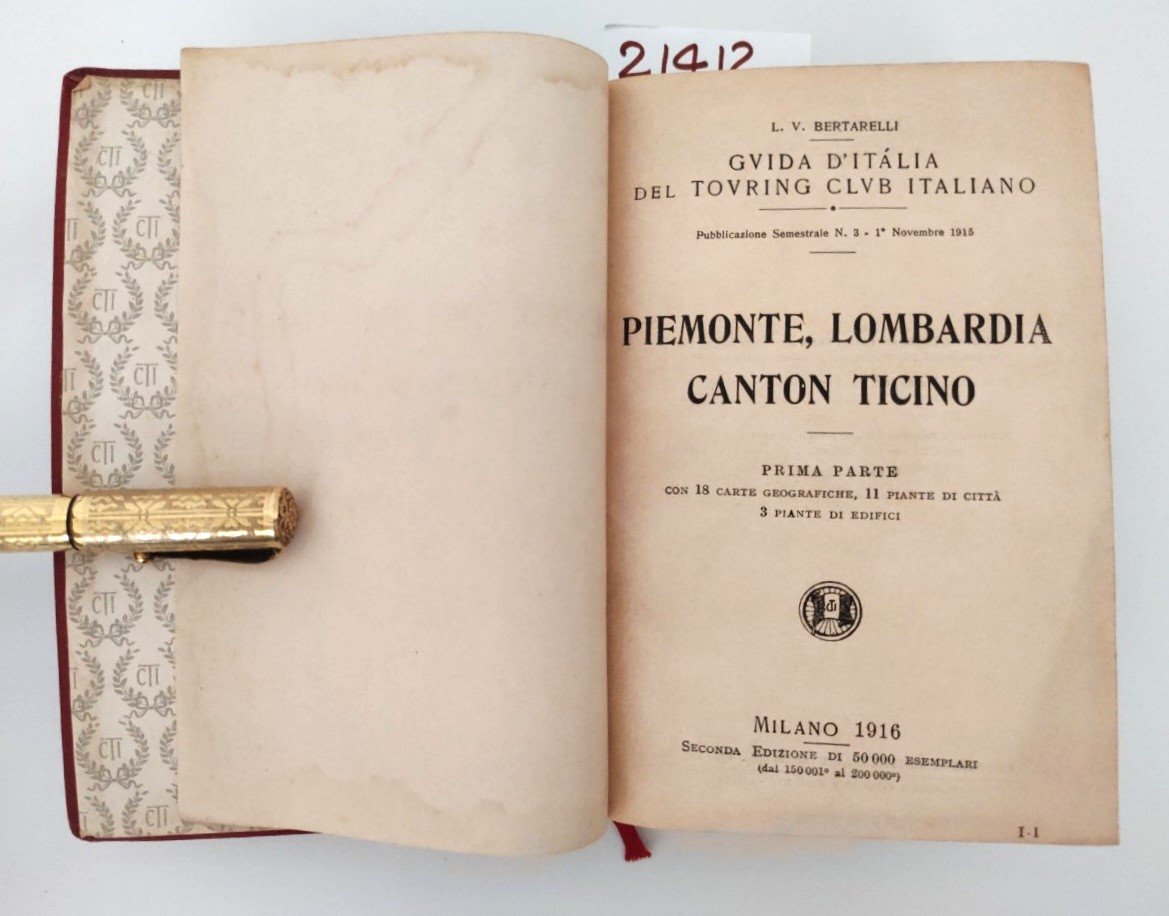 21412
L. V. BERTARELLI
GVIDA D'ITÁLIA
DEL TOVRING CLVB ITALIANO
Pubblicazione Semestrale N. 3 - 1° Novembre 1915
PIEMONTE, LOMBARDIA
CANTON TICINO
PRIMA PARTE
CON 18 CARTE GEOGRAFICHE, 11 PIANTE DI CITTÀ
3 PIANTE DI EDIFICI
MILANO 1916
SECONDA EDIZIONE DI 50 000 ESEMPLARI
(dal 150 001° al 200 000°)
I-1